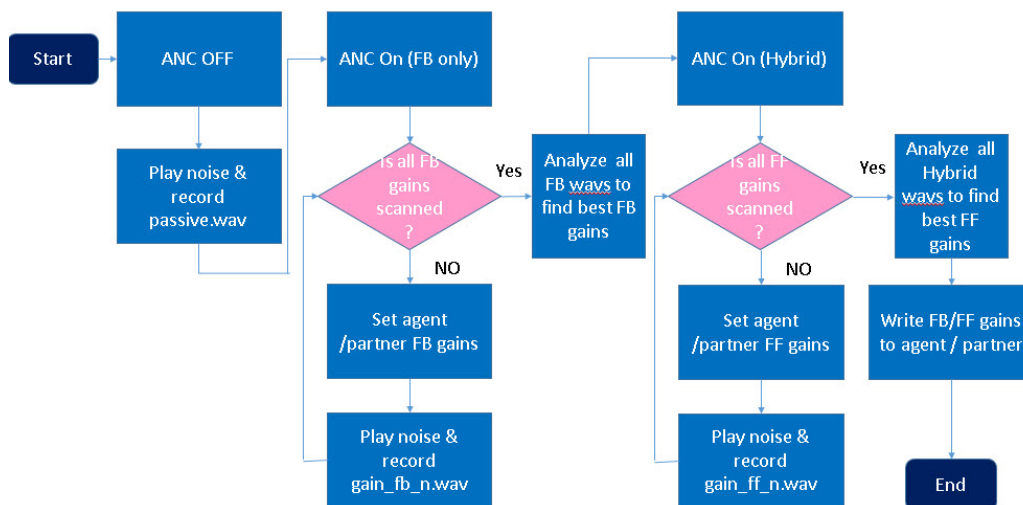 Start
ANC OFF
Play noise &
record
passive.wav
ANC On (FB only)
Is all FB
gains
scanned
?
Yes
NO
Set agent
/partner FB gains
Play noise &
record
gain_fb_n.wav
Analyze all
FB wavs to
find best FB
gains
ANC On (Hybrid)
Is all FF
gains
scanned
?
Yes
NO
Set agent
/partner FF gains
Play noise &
record
gain_ff_n.wav
Analyze all
Hybrid
wavs to find
best FF
gains
Write FB/FF gains
to agent / partner
End